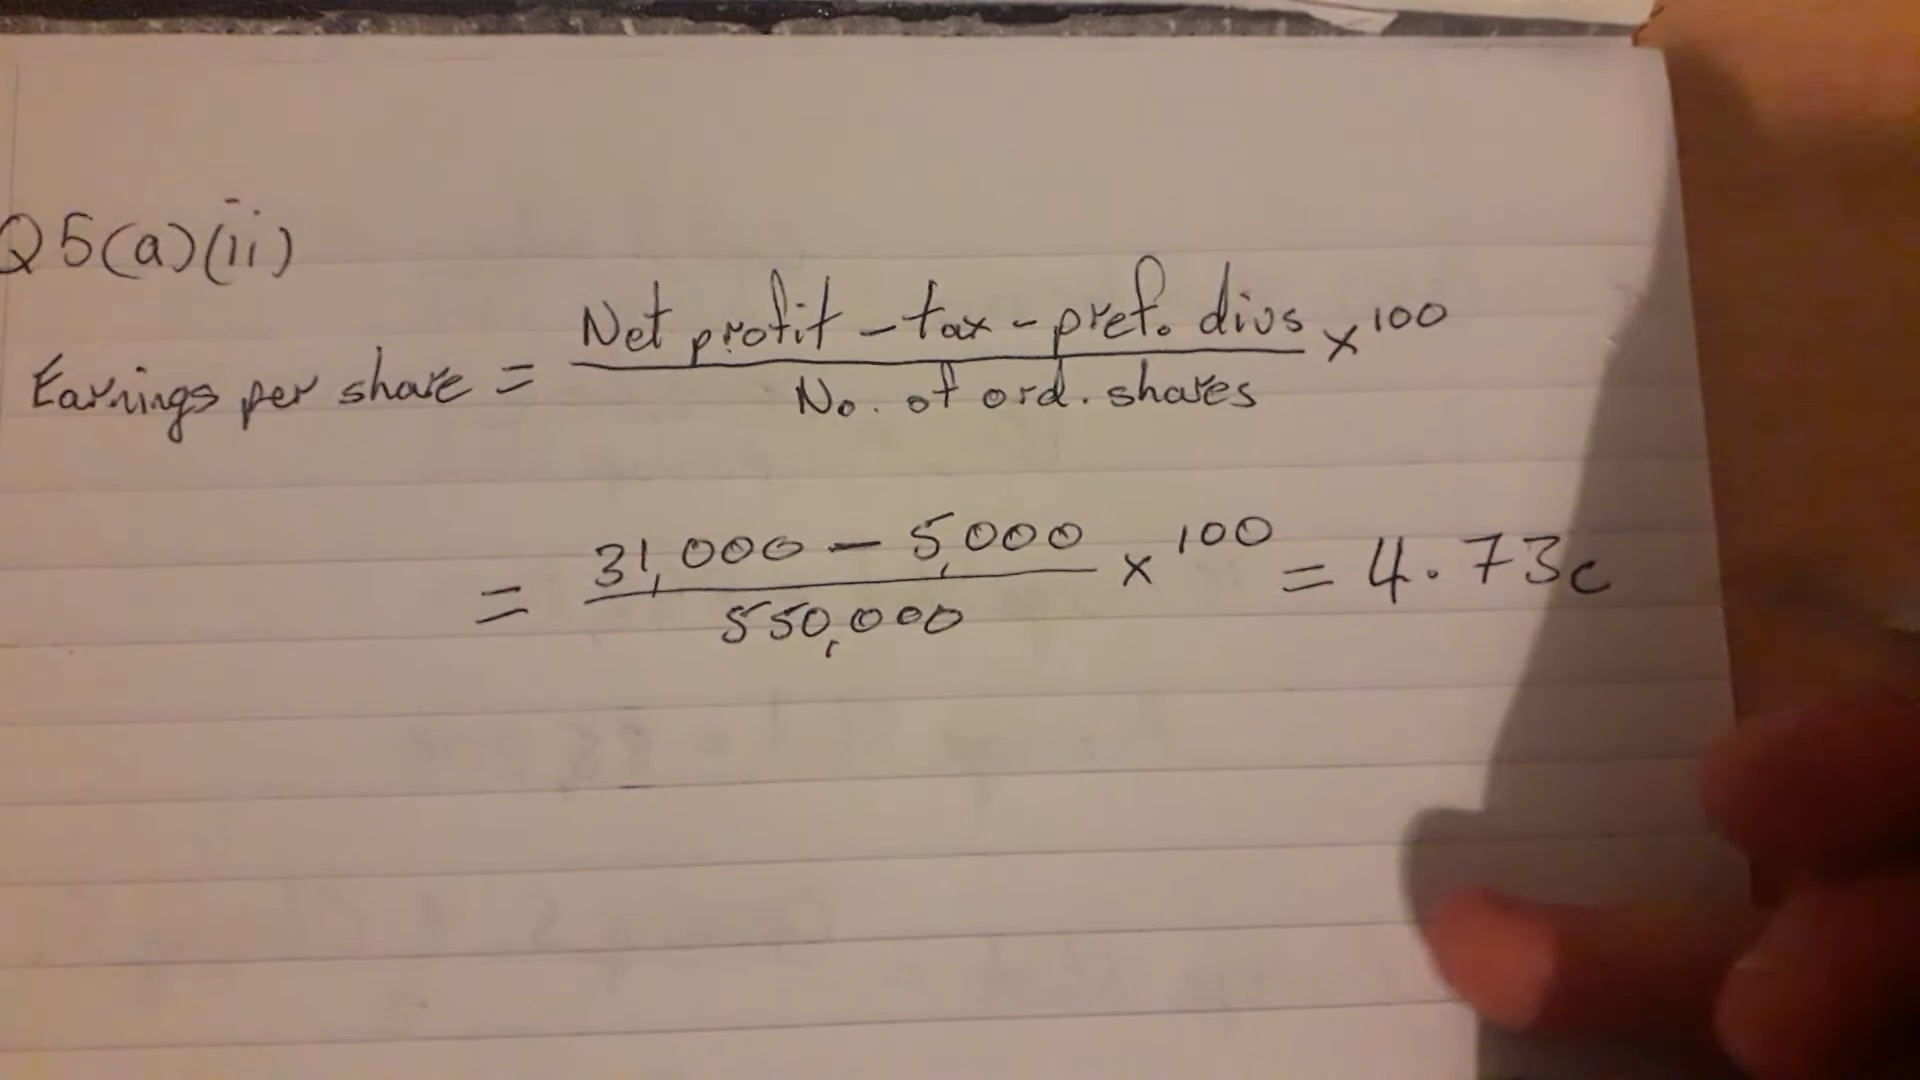 Q5(a)(ii)
Earnings per share = Net profit - tax - pref. divs × 100
No. of ord. shares
= 31,000 - 5,000 × 100 = 4.73c
550,000